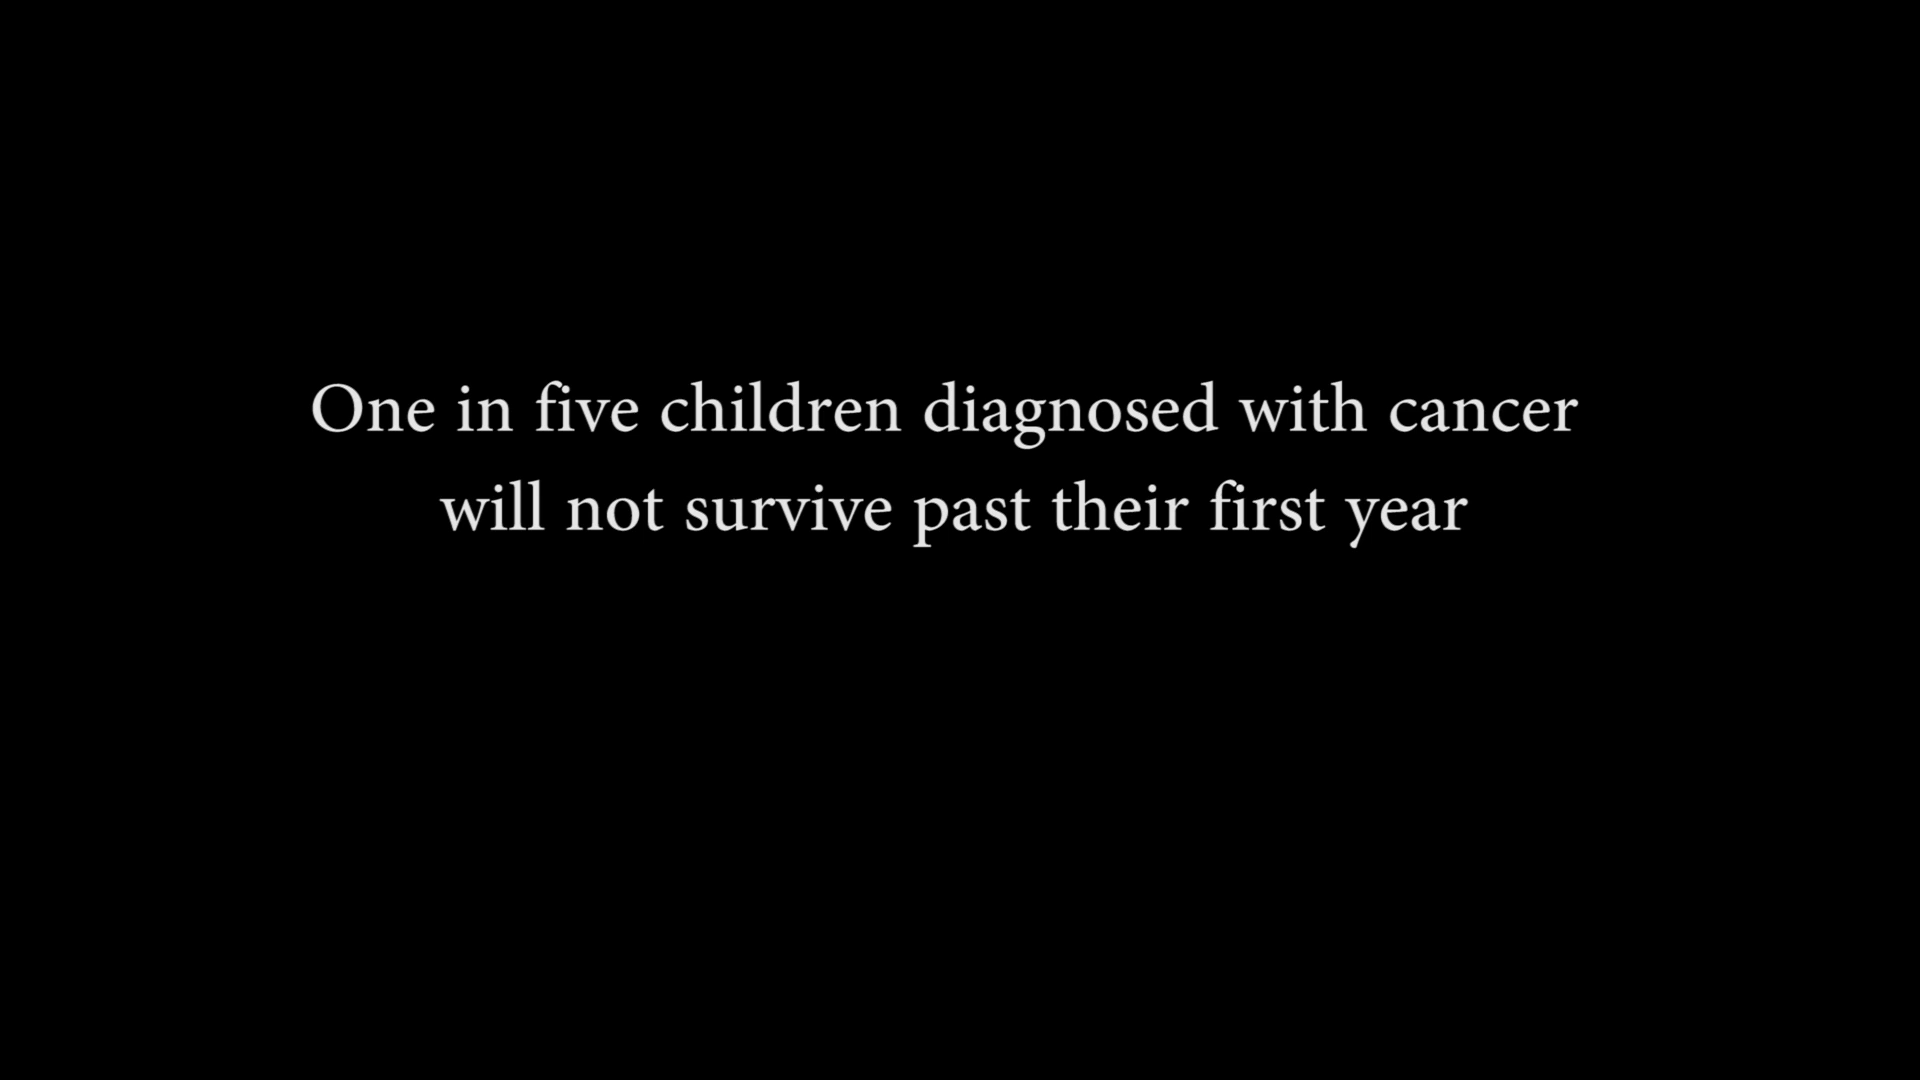 One in five children diagnosed with cancer
will not survive past their first year